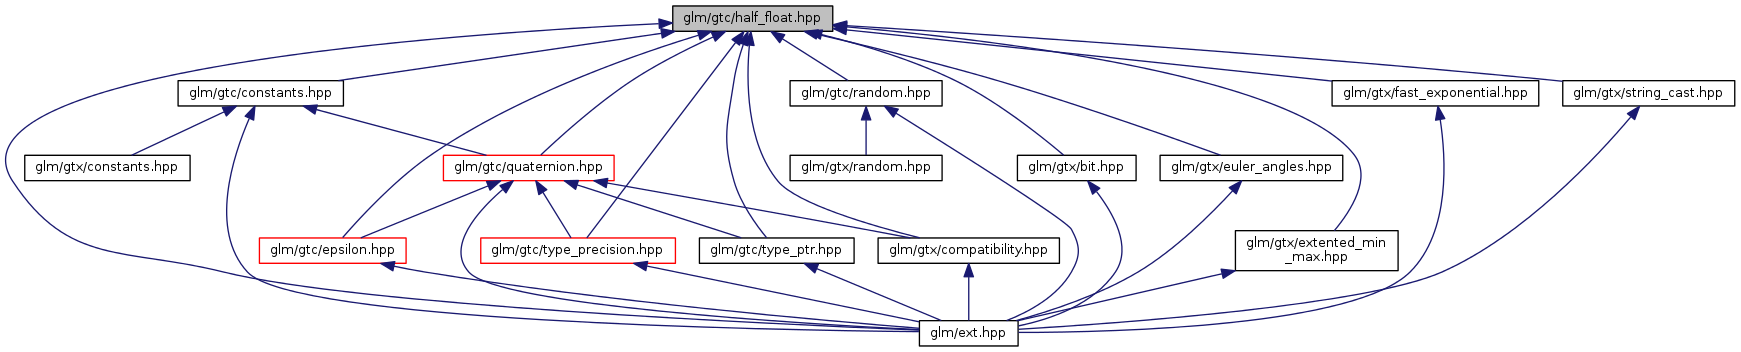 glm/gtc/half_float.hpp
glm/gtc/constants.hpp
glm/gtc/random.hpp
glm/gtx/fast_exponential.hpp
glm/gtx/string_cast.hpp
glm/gtx/constants.hpp
glm/gtc/quaternion.hpp
glm/gtx/random.hpp
glm/gtx/bit.hpp
glm/gtx/euler_angles.hpp
glm/gtc/epsilon.hpp
glm/gtc/type_precision.hpp
glm/gtc/type_ptr.hpp
glm/gtx/compatibility.hpp
glm/gtx/extented_min
_max.hpp
glm/ext.hpp